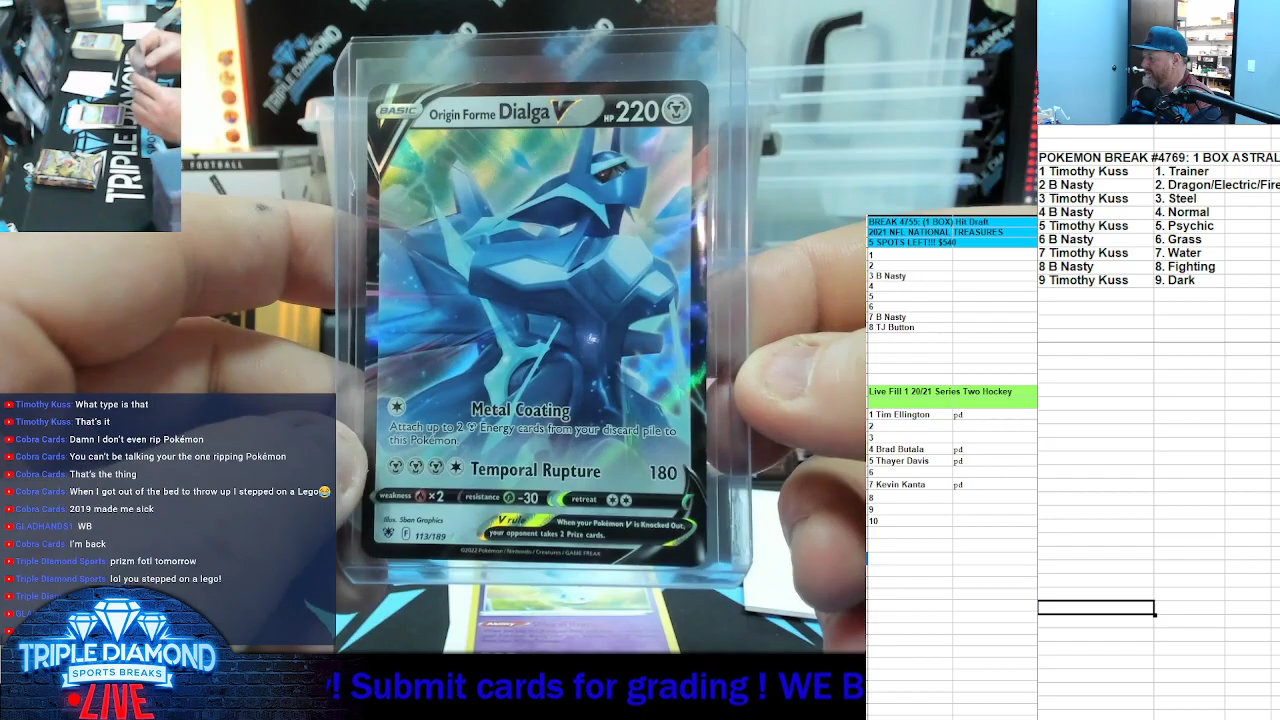 TRIPLE DIAMOND
FOOTBALL
TRIPLE DIAMOND
BASIC
Origin Forme Dialga V
HP 220
Metal Coating
Attach up to 2 Energy cards from your discard pile to
this Pokémon.
Temporal Rupture 180
weakness ×2 resistance -30 retreat
Illus. 5ban Graphics
V rule
When your Pokémon V is Knocked Out,
your opponent takes 2 Prize cards.
F 113/189
©2022 Pokémon / Nintendo / Creatures / GAME FREAK
Ability
Timothy Kuss: What type is that
Timothy Kuss: That's it
Cobra Cards: Damn I don't even rip Pokémon
Cobra Cards: You can't be talking your the one ripping Pokémon
Cobra Cards: That's the thing
Cobra Cards: When I got out of the bed to throw up I stepped on a Lego😂
Cobra Cards: 2019 made me sick
GLADHANDS1: WB
Cobra Cards: I'm back
Triple Diamond Sports: prizm fotl tomorrow
Triple Diamond Sports: lol you stepped on a lego!
Triple Diam
GLA
TRIPLE DIAMOND
SPORTS BREAKS
LIVE
! Submit cards for grading ! WE B
BREAK 4755: (1 BOX) Hit Draft
2021 NFL NATIONAL TREASURES
5 SPOTS LEFT!!! $540
1
2
3 B Nasty
4
5
6
7 B Nasty
8 TJ Button
Live Fill 1 20/21 Series Two Hockey
1 Tim Ellington pd
2
3
4 Brad Butala pd
5 Thayer Davis pd
6
7 Kevin Kanta pd
8
9
10
POKEMON BREAK #4769: 1 BOX ASTRAL
1 Timothy Kuss 1. Trainer
2 B Nasty 2. Dragon/Electric/Fire
3 Timothy Kuss 3. Steel
4 B Nasty 4. Normal
5 Timothy Kuss 5. Psychic
6 B Nasty 6. Grass
7 Timothy Kuss 7. Water
8 B Nasty 8. Fighting
9 Timothy Kuss 9. Dark